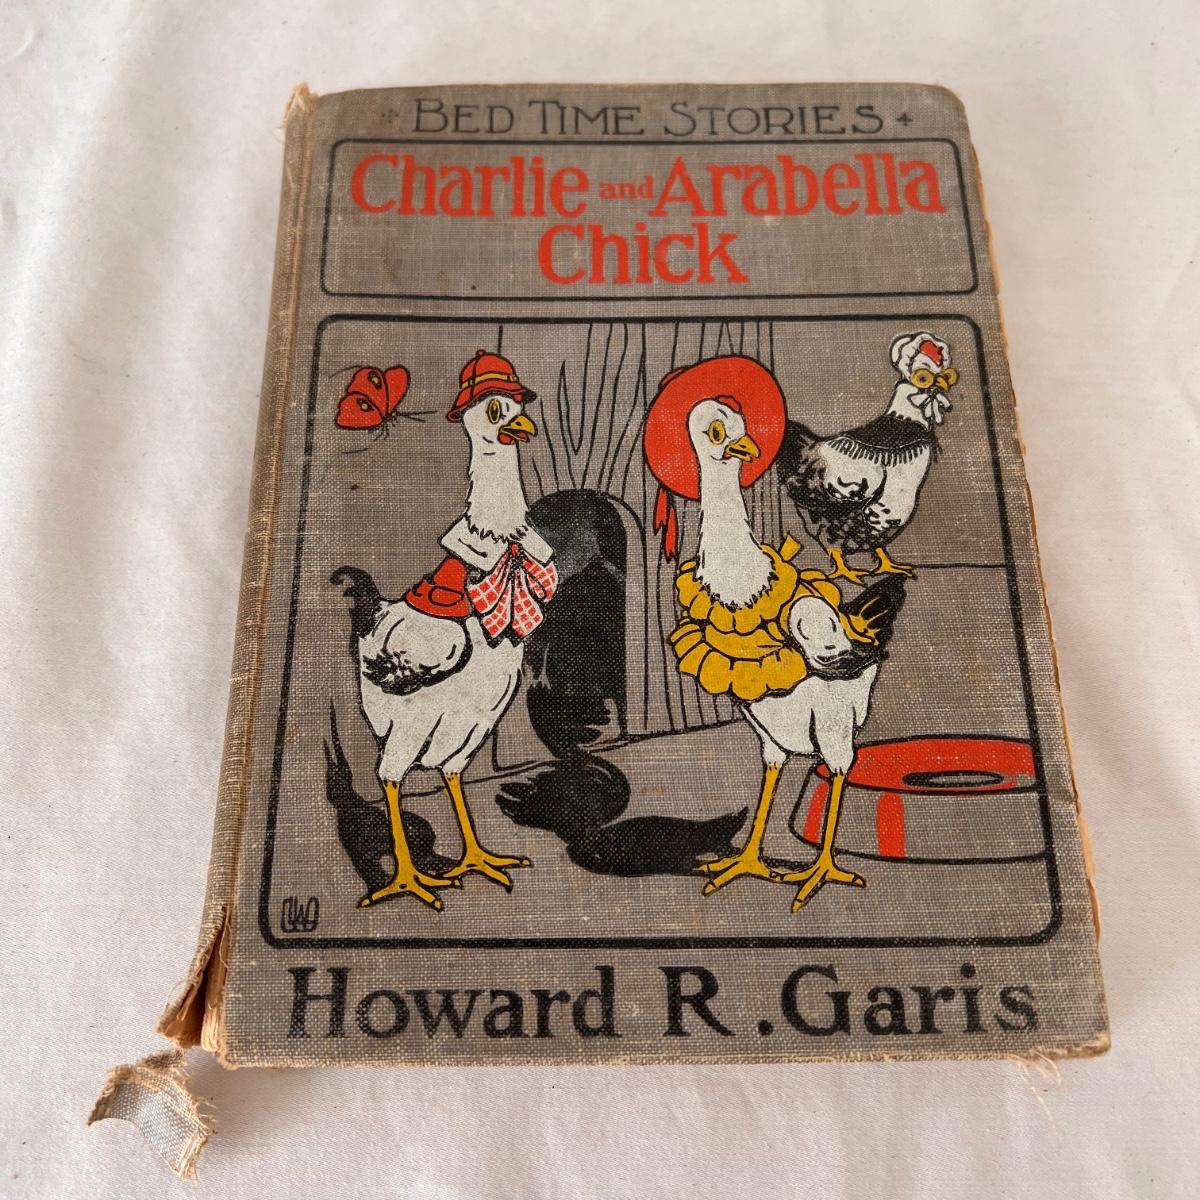 BED TIME STORIES
Charlie and Arabella
Chick
Howard R. Garis